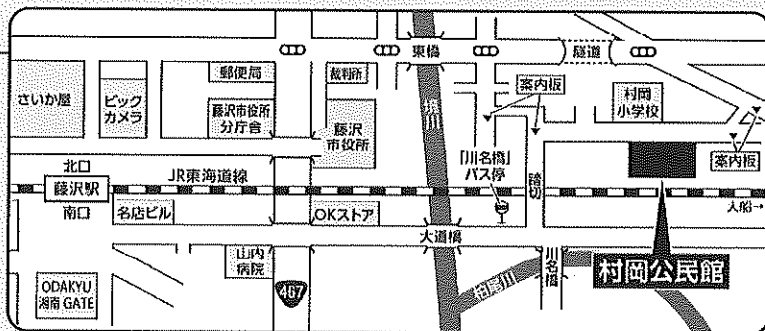 東橋
隧道
郵便局
裁判所
案内板
さいか屋
ビック
カメラ
藤沢市役所
分庁舎
藤沢
市役所
境川
村岡
小学校
「川名橋」
バス停
案内板
北口
JR東海道線
藤沢駅
踏切
南口
名店ビル
OKストア
大船→
大道橋
山内
病院
川名橋
柏尾川
村岡公民館
ODAKYU
湘南 GATE
467